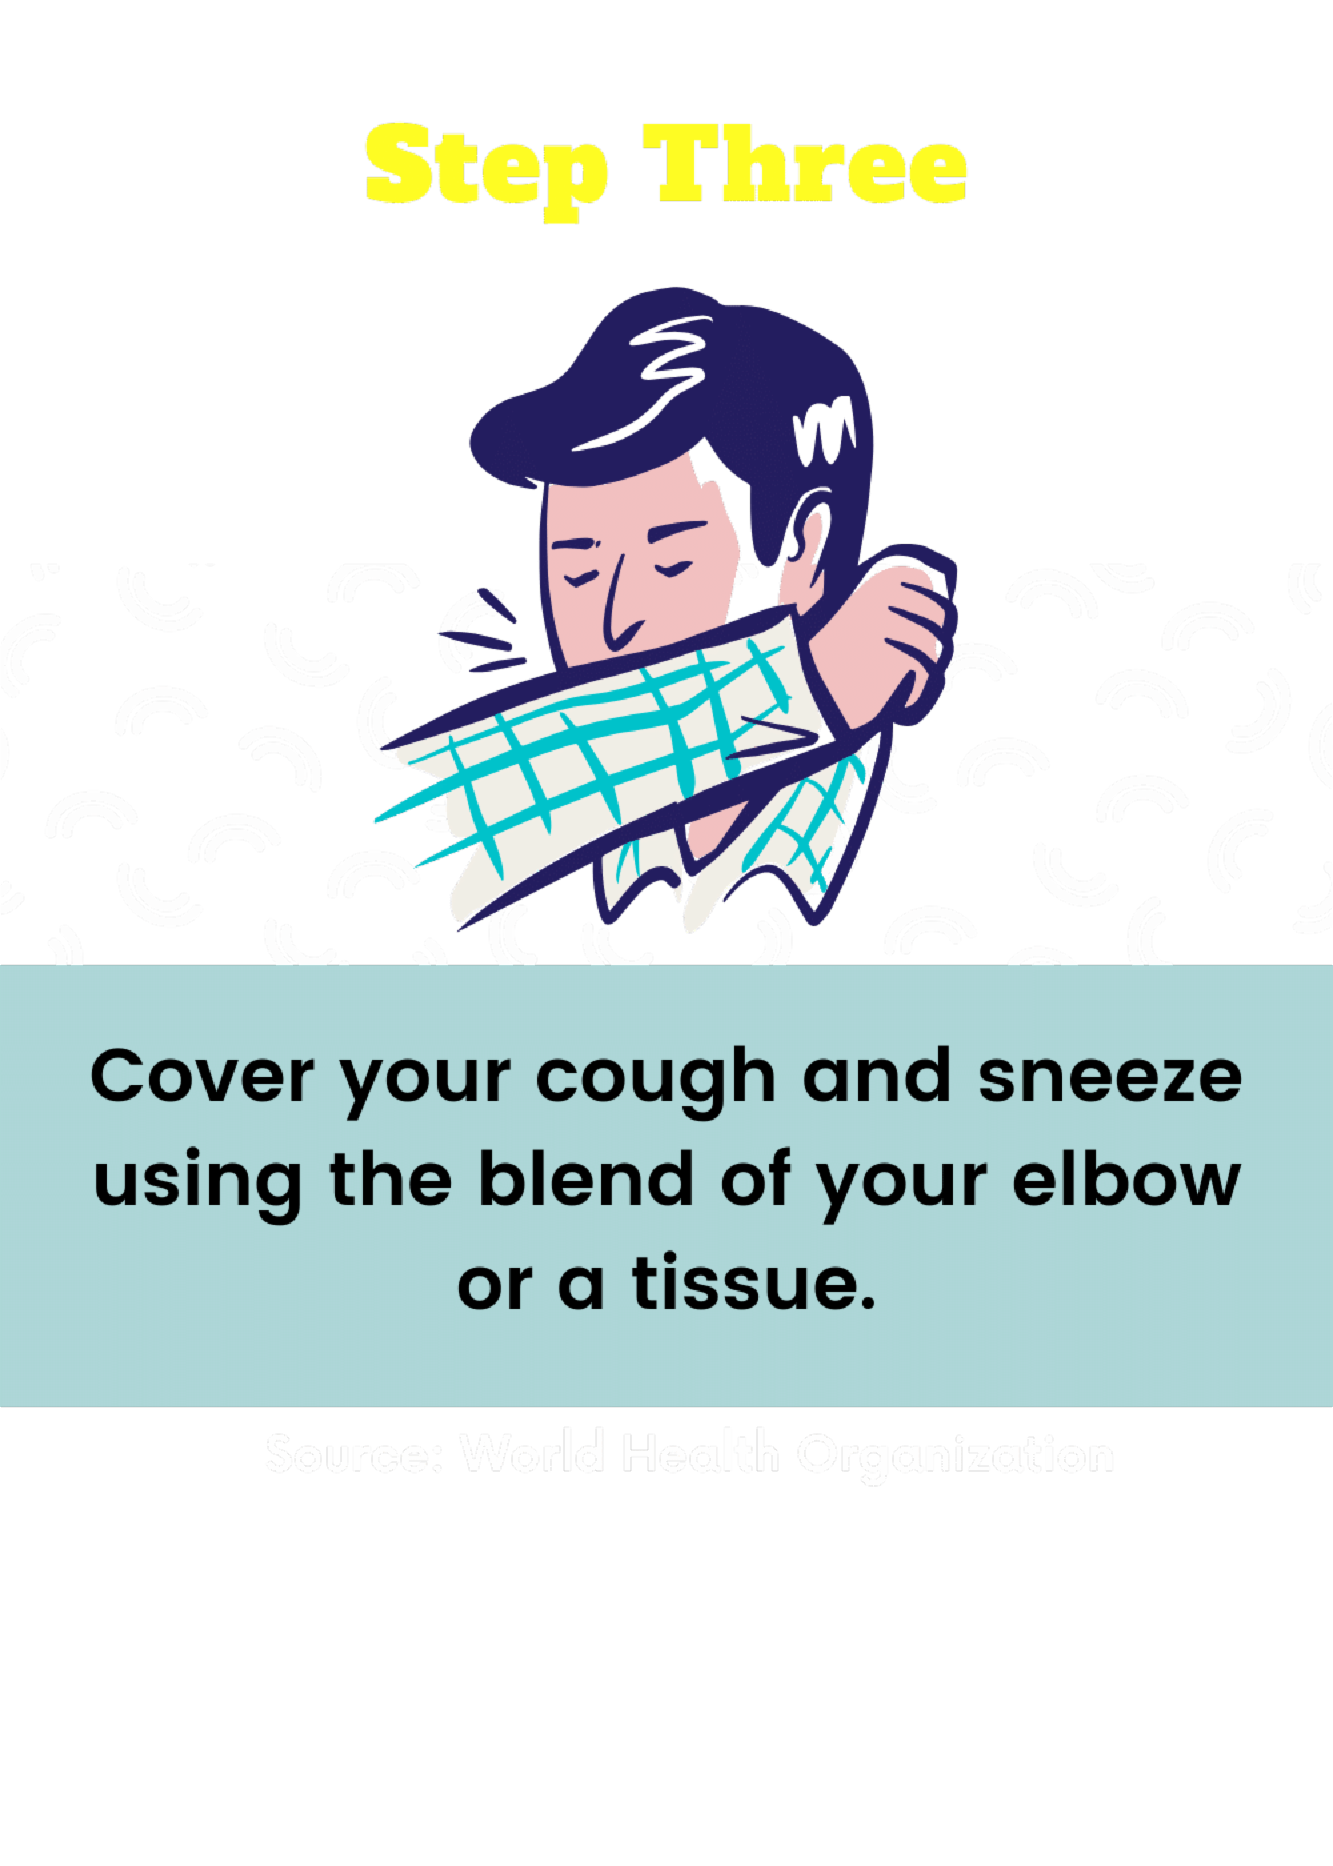 Step Three
Cover your cough and sneeze
using the blend of your elbow
or a tissue.
Source: World Health Organization